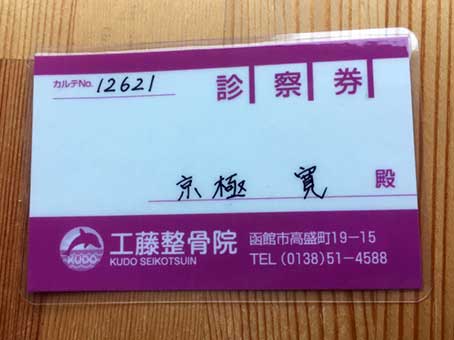 カルテNo. 12621
診察券
京極 寛 殿
工藤整骨院
KUDO SEIKOTSUIN
KUDO
函館市高盛町19-15
TEL (0138)51-4588